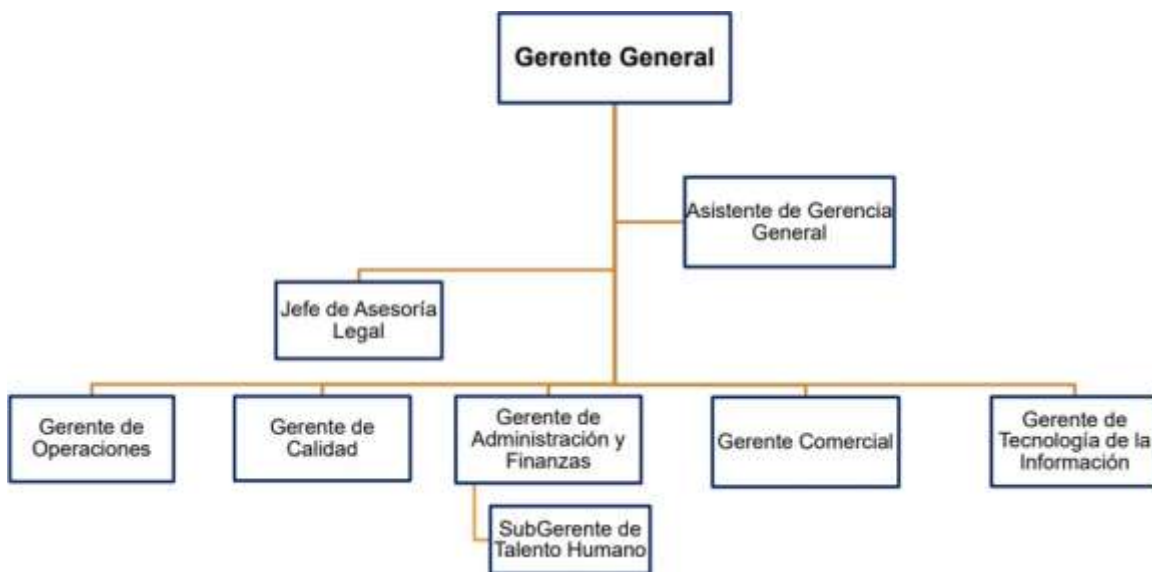 Gerente General
Asistente de Gerencia
General
Jefe de Asesoría
Legal
Gerente de
Operaciones
Gerente de
Calidad
Gerente de
Administración y
Finanzas
Gerente Comercial
Gerente de
Tecnología de la
Información
SubGerente de
Talento Humano